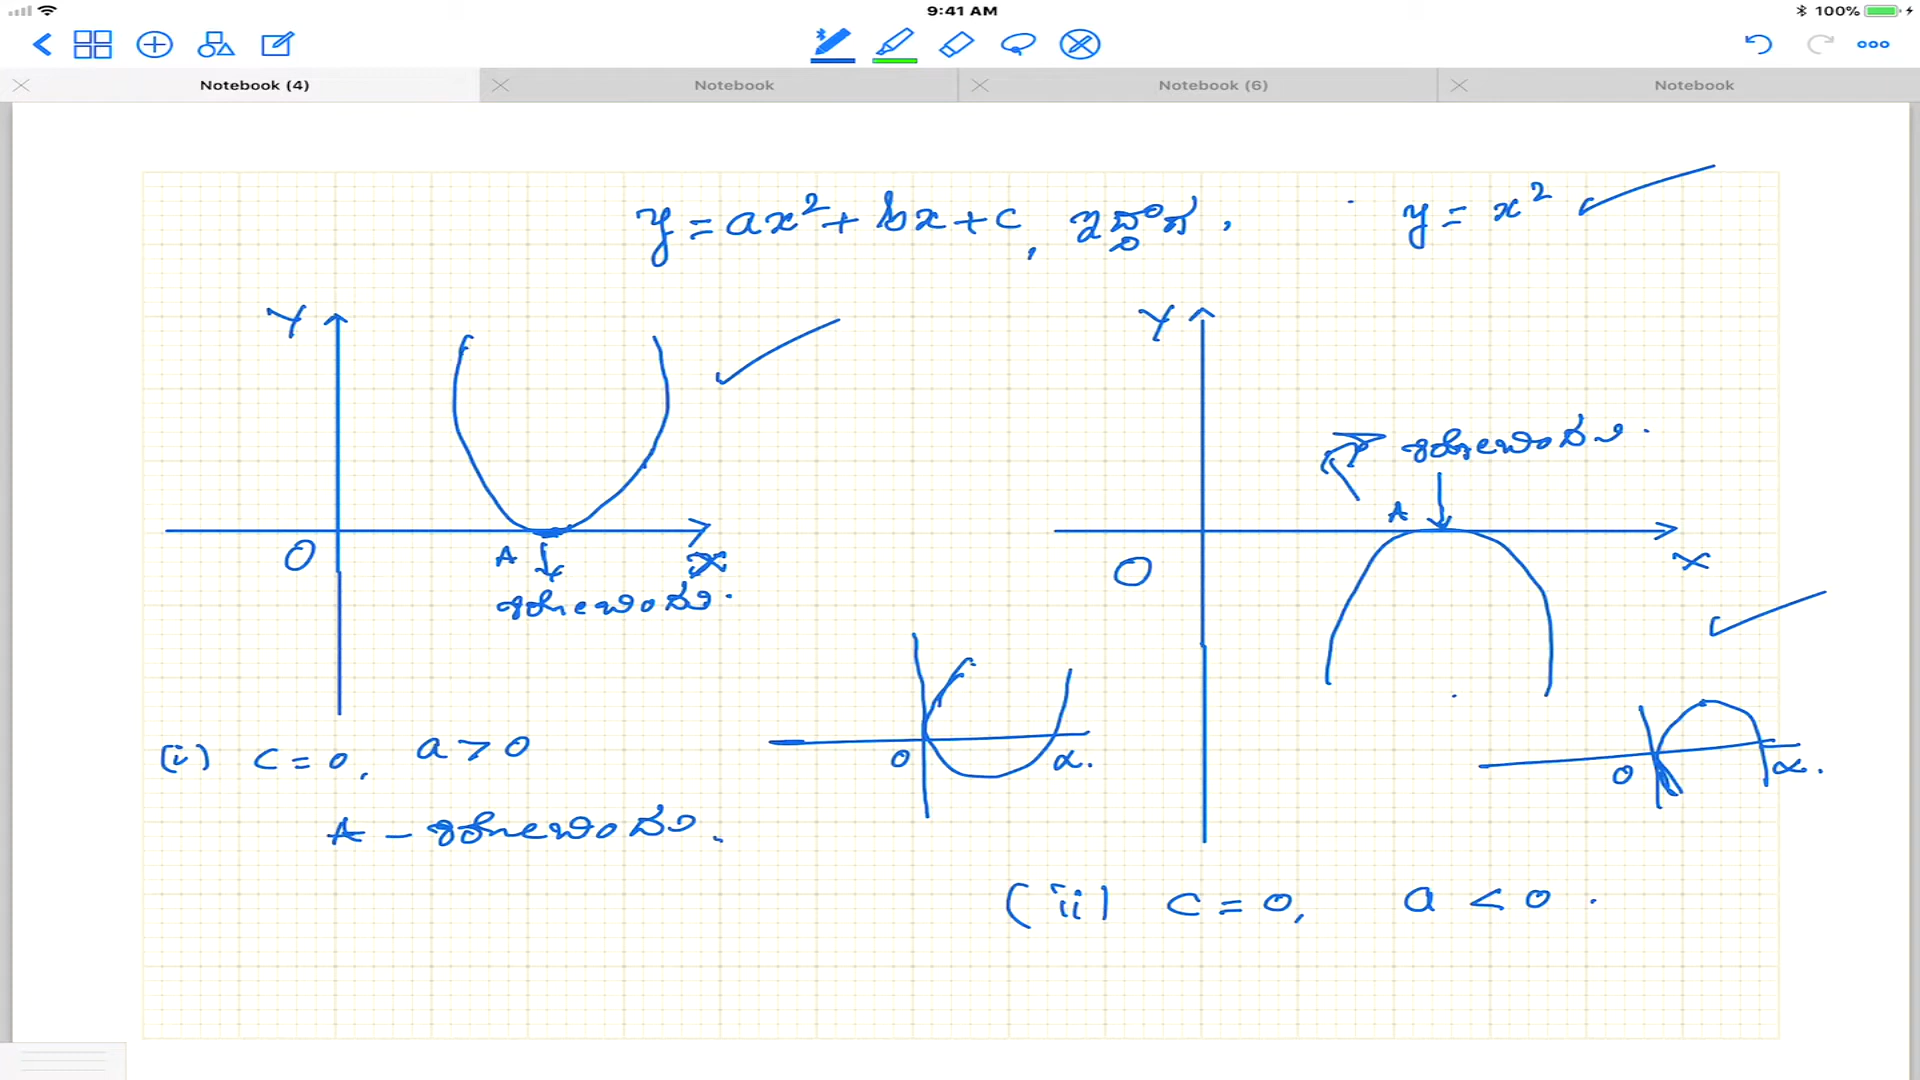 9:41 AM
100%
Notebook (4)
Notebook
Notebook (6)
Notebook
y = ax² + bx + c,
y = x²
Y
Y
A
O
A
X
O
X
(i) c = 0, a > 0
O
α.
O
α.
A –
(ii) c = 0, a < 0.